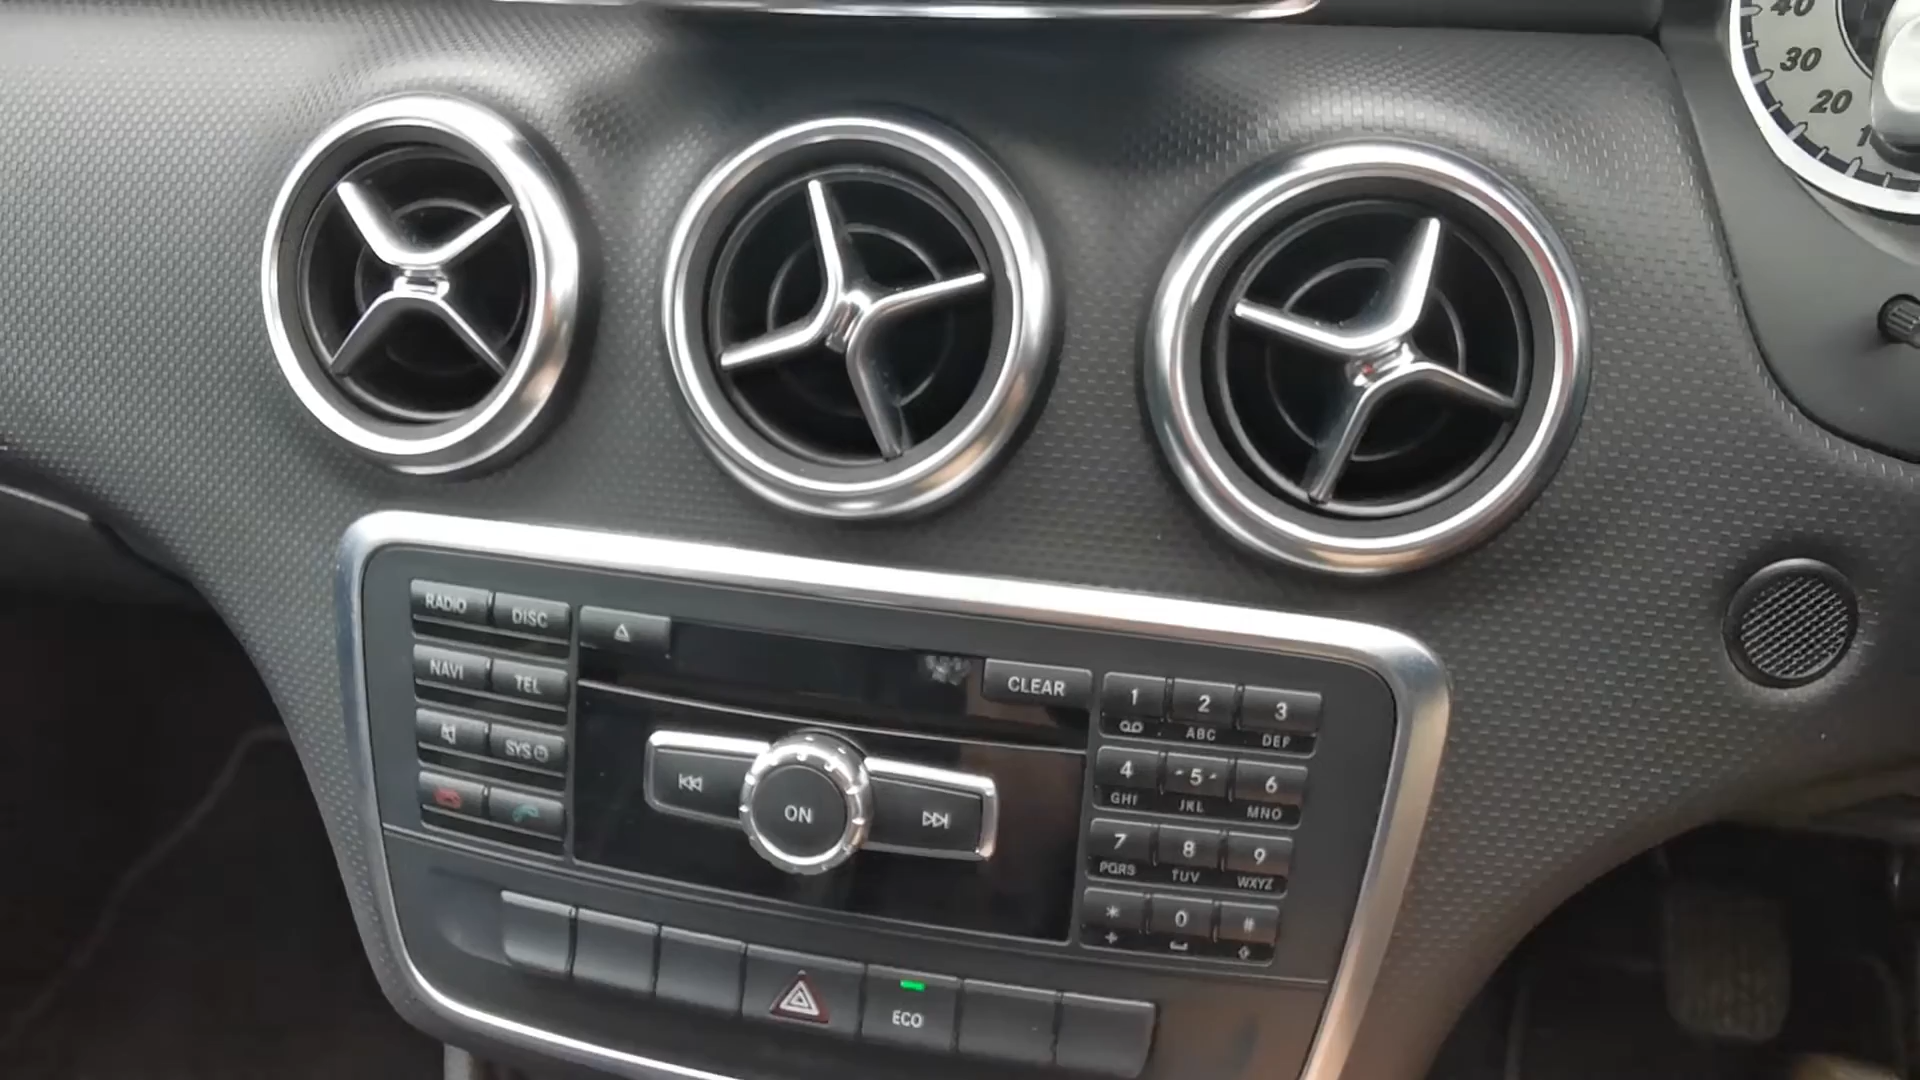 40
30
20
RADIO DISC
NAVI TEL
CLEAR
1 2 ABC 3 DEF
SYS
4 GHI 5 JKL 6 MNO
ON
7 PQRS 8 TUV 9 WXYZ
* + 0 #
ECO